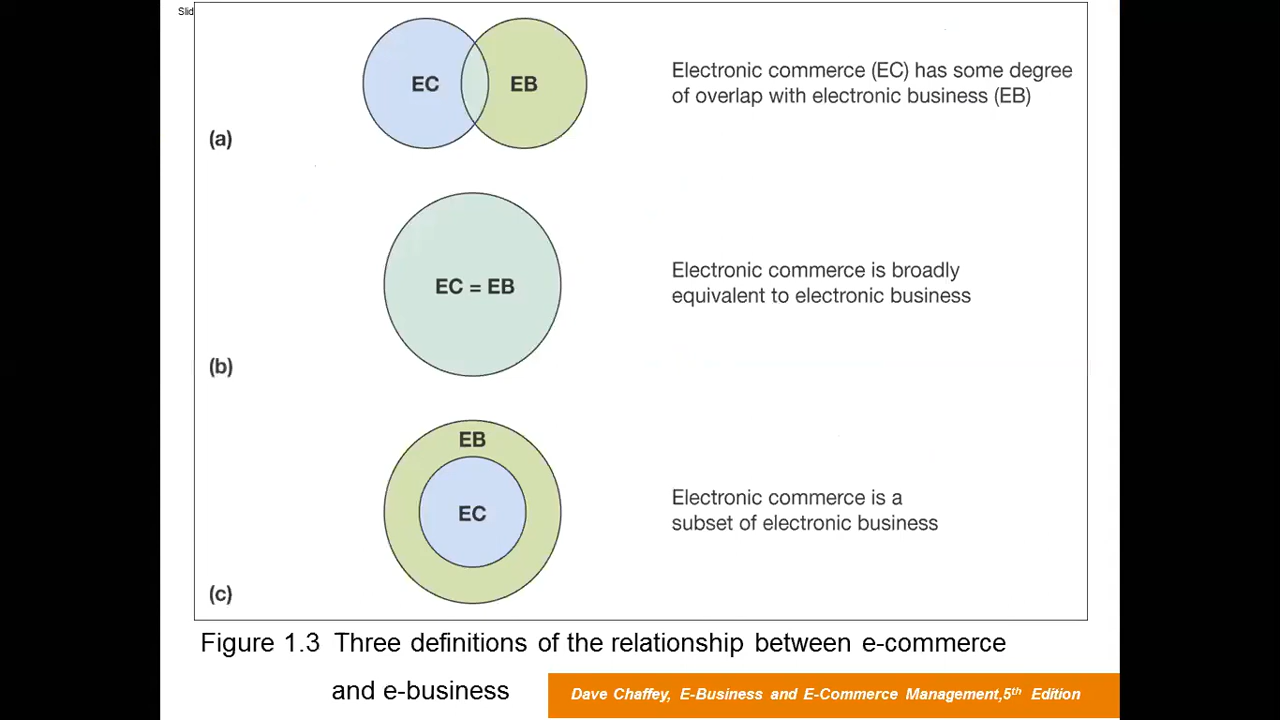 Slid
EC
EB
Electronic commerce (EC) has some degree
of overlap with electronic business (EB)
(a)
EC = EB
Electronic commerce is broadly
equivalent to electronic business
(b)
EB
EC
Electronic commerce is a
subset of electronic business
(c)
Figure 1.3 Three definitions of the relationship between e-commerce
and e-business
Dave Chaffey, E-Business and E-Commerce Management,5th Edition